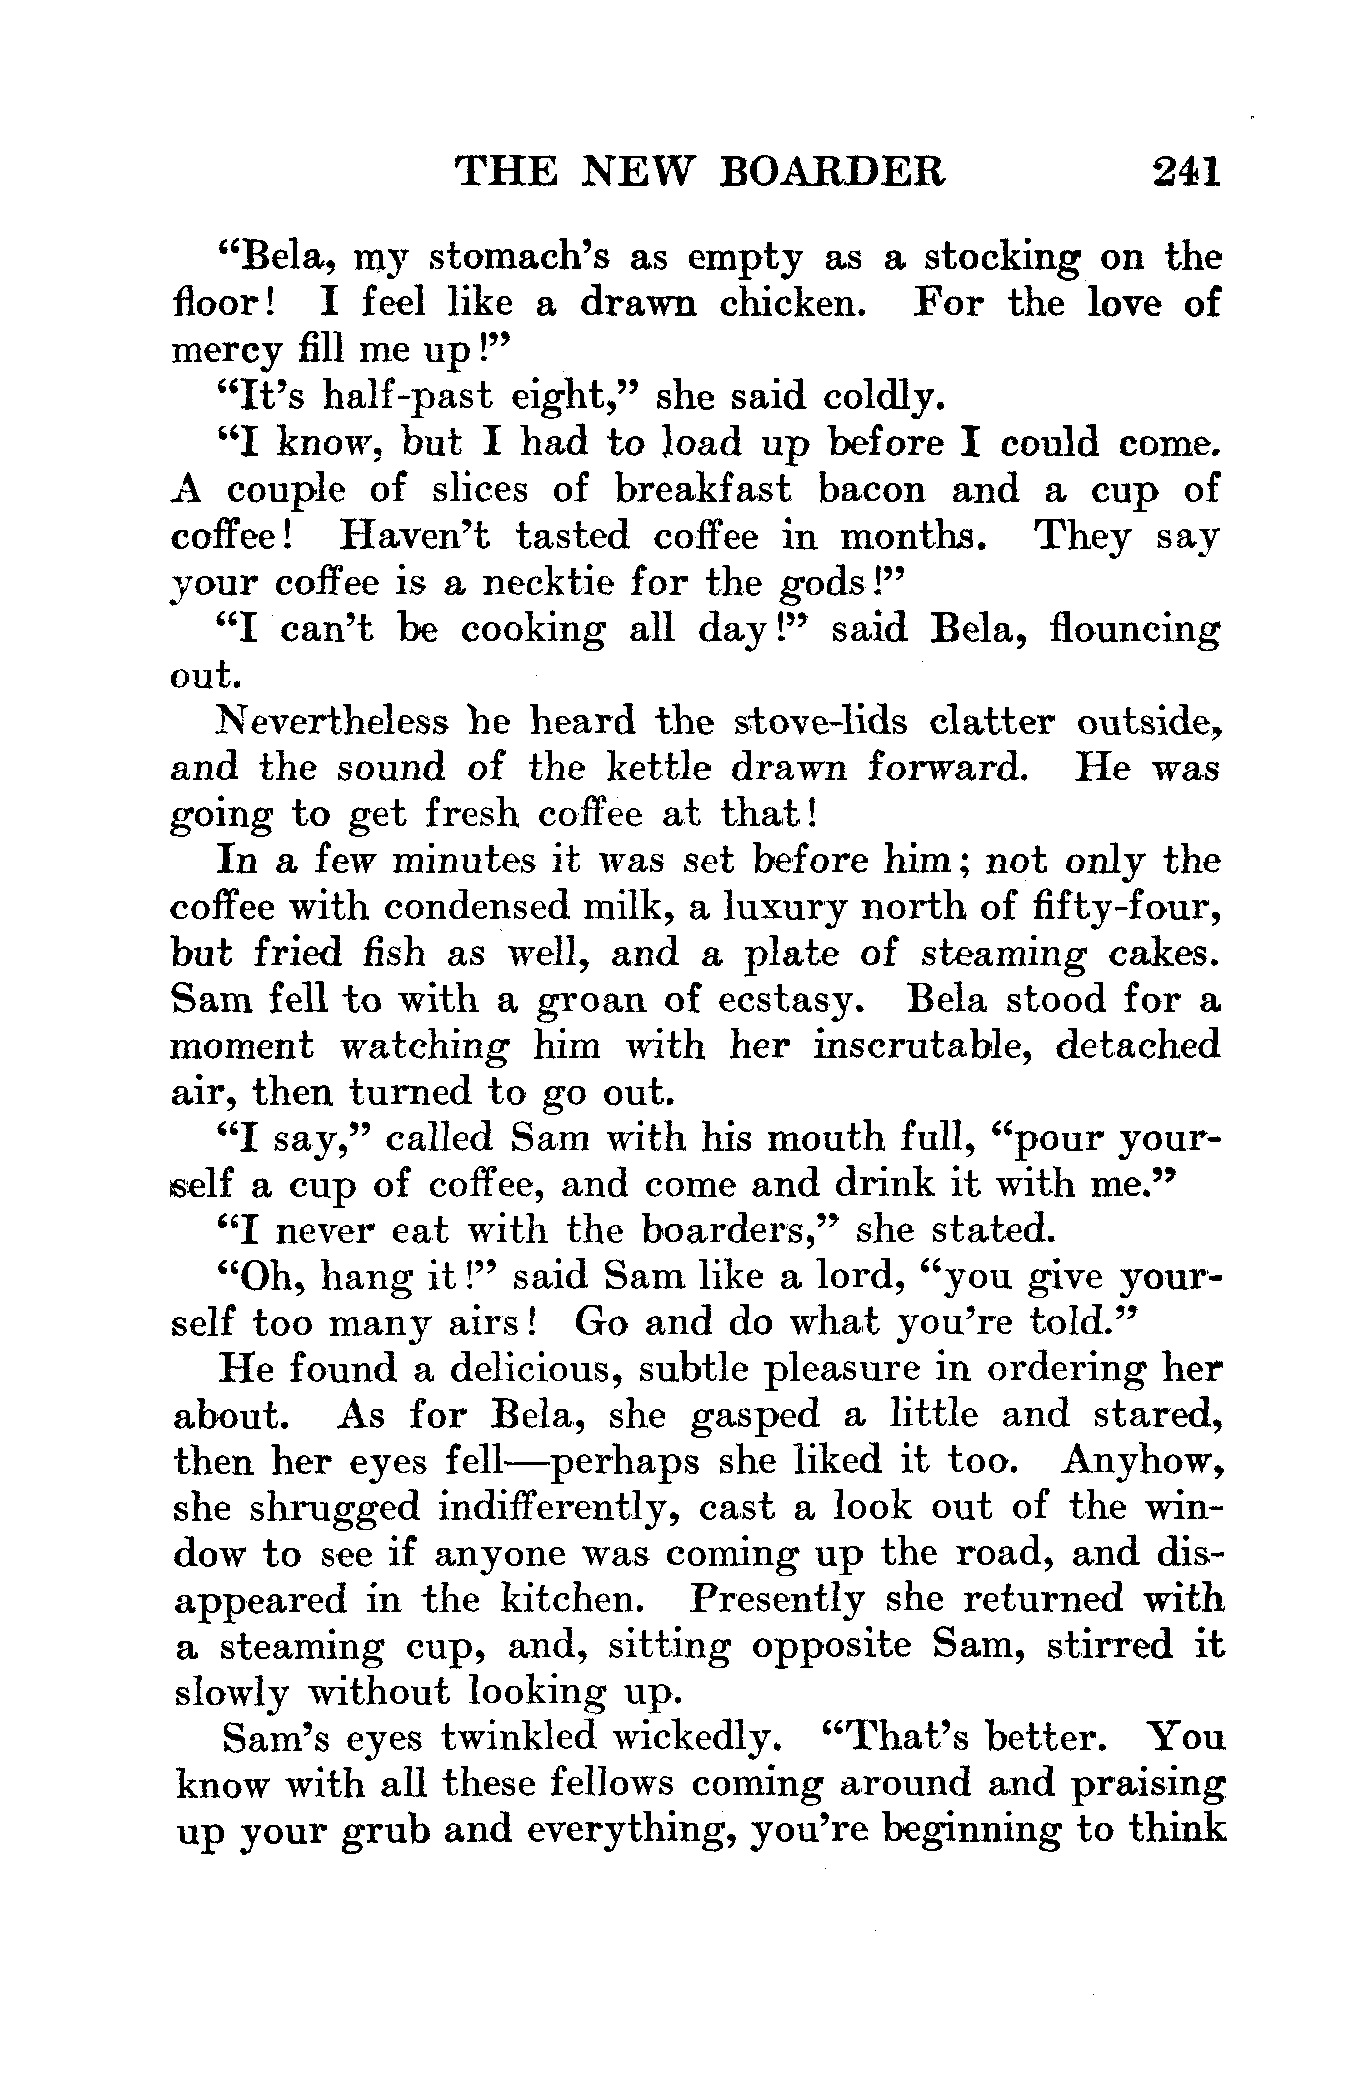 THE NEW BOARDER 241
“Bela, my stomach’s as empty as a stocking on the
floor! I feel like a drawn chicken. For the love of
mercy fill me up!”
“It’s half-past eight,” she said coldly.
“I know, but I had to load up before I could come.
A couple of slices of breakfast bacon and a cup of
coffee! Haven’t tasted coffee in months. They say
your coffee is a necktie for the gods!”
“I can’t be cooking all day!” said Bela, flouncing
out.
Nevertheless he heard the stove-lids clatter outside,
and the sound of the kettle drawn forward. He was
going to get fresh coffee at that!
In a few minutes it was set before him; not only the
coffee with condensed milk, a luxury north of fifty-four,
but fried fish as well, and a plate of steaming cakes.
Sam fell to with a groan of ecstasy. Bela stood for a
moment watching him with her inscrutable, detached
air, then turned to go out.
“I say,” called Sam with his mouth full, “pour your-
self a cup of coffee, and come and drink it with me.”
“I never eat with the boarders,” she stated.
“Oh, hang it!” said Sam like a lord, “you give your-
self too many airs! Go and do what you’re told.”
He found a delicious, subtle pleasure in ordering her
about. As for Bela, she gasped a little and stared,
then her eyes fell—perhaps she liked it too. Anyhow,
she shrugged indifferently, cast a look out of the win-
dow to see if anyone was coming up the road, and dis-
appeared in the kitchen. Presently she returned with
a steaming cup, and, sitting opposite Sam, stirred it
slowly without looking up.
Sam’s eyes twinkled wickedly. “That’s better. You
know with all these fellows coming around and praising
up your grub and everything, you’re beginning to think